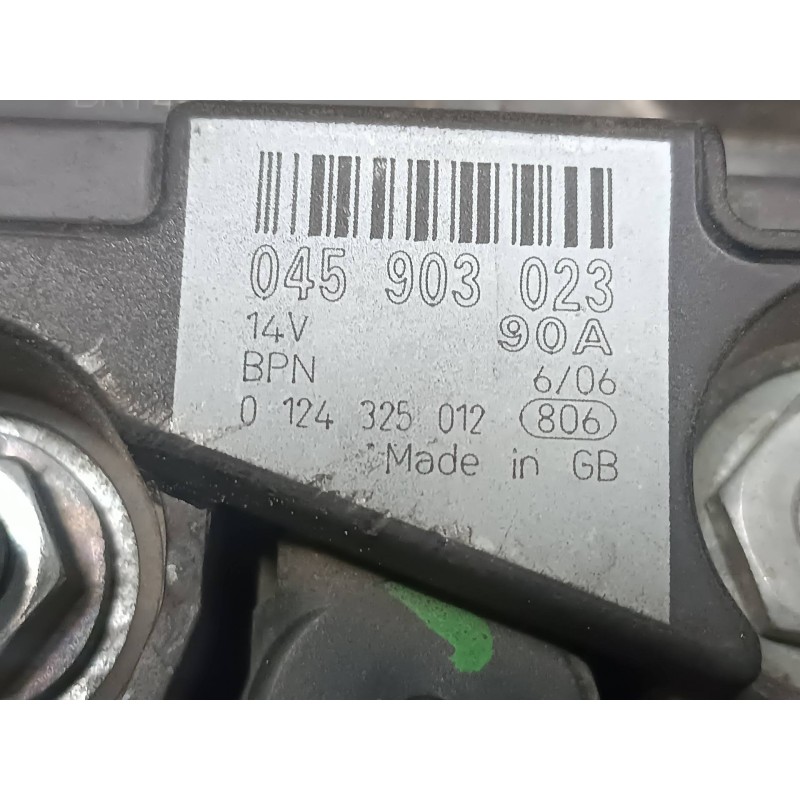 045 903 023
14V 90A
BPN 6/06
0 124 325 012 806
Made in GB